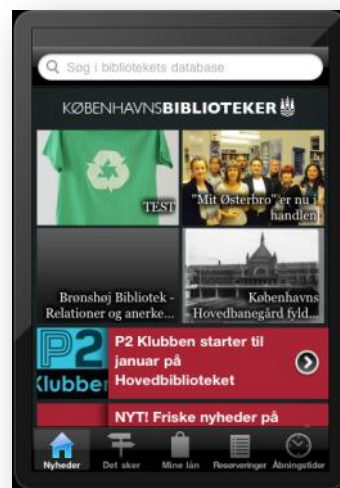 Søg i bibliotekets database
KØBENHAVNSBIBLIOTEKER
TEST
"Mit Østerbro" er nu i
handlen
Brønshøj Bibliotek -
Relationer og anerke...
Københavns
Hovedbanegård fyld...
P2
Klubben
P2 Klubben starter til
januar på
Hovedbiblioteket
NYT! Friske nyheder på
Nyheder
Det sker
Mine lån
Reserveringer
Åbningstider